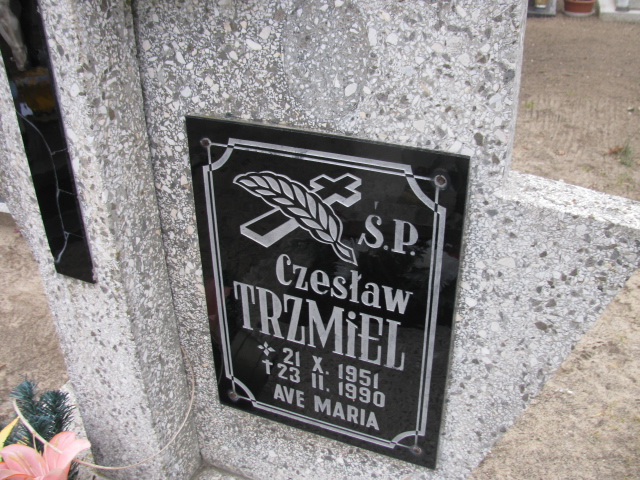 Ś.P.
Czesław
TRZMiEL
* 21 X. 1951
† 23 II. 1990
AVE MARIA